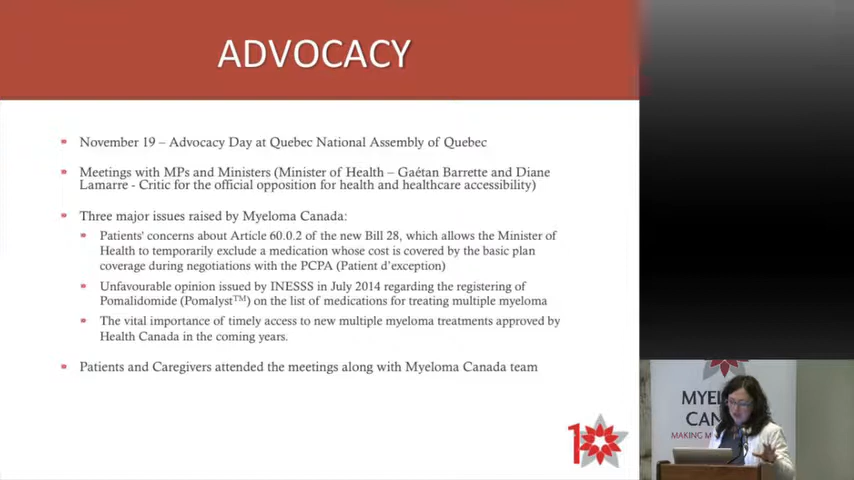 ADVOCACY
November 19 – Advocacy Day at Quebec National Assembly of Quebec
Meetings with MPs and Ministers (Minister of Health – Gaétan Barrette and Diane
Lamarre - Critic for the official opposition for health and healthcare accessibility)
Three major issues raised by Myeloma Canada:
Patients' concerns about Article 60.0.2 of the new Bill 28, which allows the Minister of
Health to temporarily exclude a medication whose cost is covered by the basic plan
coverage during negotiations with the PCPA (Patient d'exception)
Unfavourable opinion issued by INESSS in July 2014 regarding the registering of
Pomalidomide (Pomalyst™) on the list of medications for treating multiple myeloma
The vital importance of timely access to new multiple myeloma treatments approved by
Health Canada in the coming years.
Patients and Caregivers attended the meetings along with Myeloma Canada team
10
MYEL
CAN
MAKING M